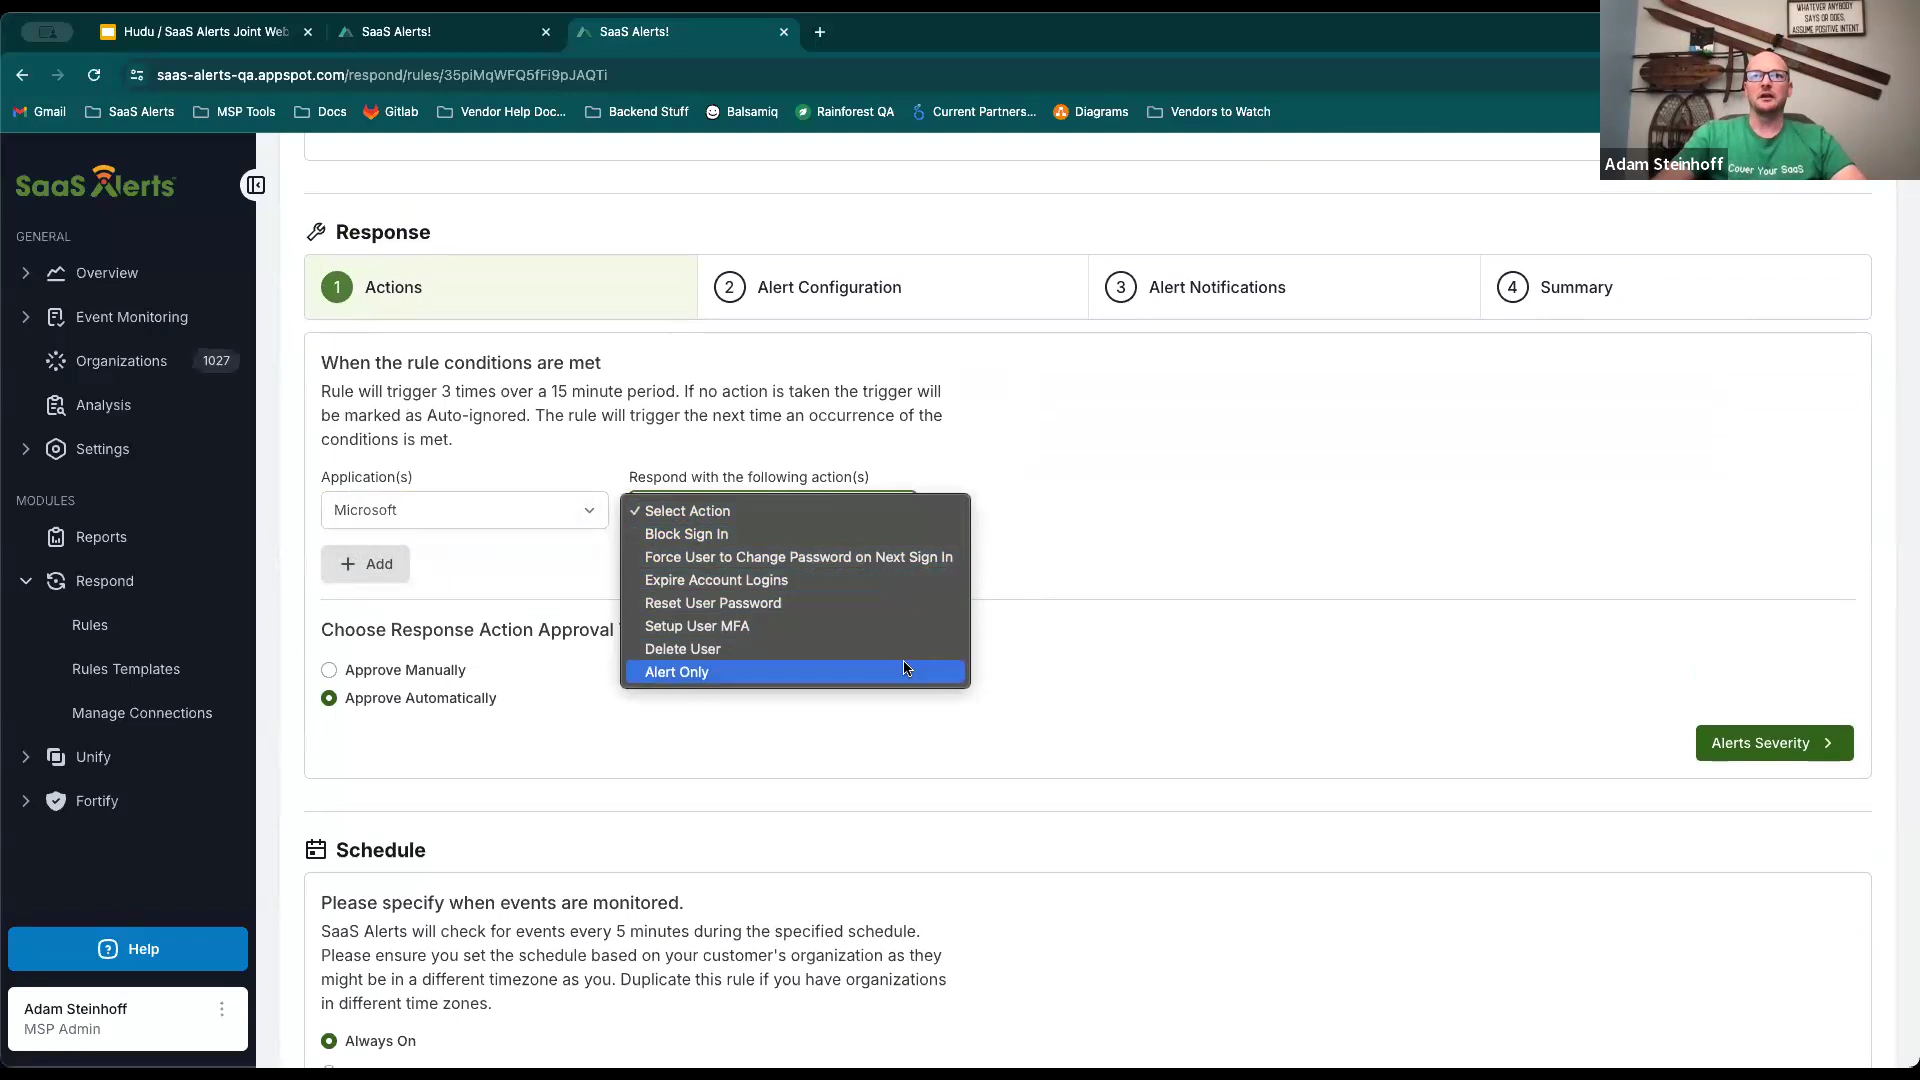 Hudu / SaaS Alerts Joint Web
SaaS Alerts!
SaaS Alerts!
saas-alerts-qa.appspot.com/respond/rules/35piMqWFQ5fFi9pJAQTi
Gmail
SaaS Alerts
MSP Tools
Docs
Gitlab
Vendor Help Doc...
Backend Stuff
Balsamiq
Rainforest QA
Current Partners...
Diagrams
Vendors to Watch
WHATEVER ANYBODY
SAYS OR DOES,
ASSUME POSITIVE INTENT
Adam Steinhoff
Cover Your SaaS
SaaS Alerts
GENERAL
Overview
Event Monitoring
Organizations 1027
Analysis
Settings
MODULES
Reports
Respond
Rules
Rules Templates
Manage Connections
Unify
Fortify
Help
Adam Steinhoff
MSP Admin
Response
1 Actions
2 Alert Configuration
3 Alert Notifications
4 Summary
When the rule conditions are met
Rule will trigger 3 times over a 15 minute period. If no action is taken the trigger will
be marked as Auto-ignored. The rule will trigger the next time an occurrence of the
conditions is met.
Application(s)
Respond with the following action(s)
Microsoft
Select Action
Block Sign In
Force User to Change Password on Next Sign In
Expire Account Logins
Reset User Password
Setup User MFA
Delete User
Alert Only
Add
Choose Response Action Approval
Approve Manually
Approve Automatically
Alerts Severity
Schedule
Please specify when events are monitored.
SaaS Alerts will check for events every 5 minutes during the specified schedule.
Please ensure you set the schedule based on your customer's organization as they
might be in a different timezone as you. Duplicate this rule if you have organizations
in different time zones.
Always On